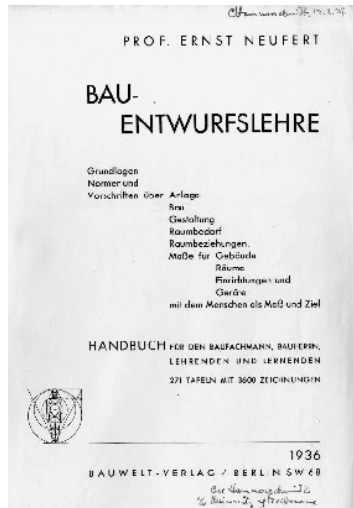 PROF. ERNST NEUFERT
BAU-
ENTWURFSLEHRE
Grundlagen
Normen und
Vorschriften über Anlage
Bau
Gestaltung
Raumbedarf
Raumbeziehungen.
Maße für Gebäude
Räume
Einrichtungen und
Geräte
mit dem Menschen als Maß und Ziel
HANDBUCH FÜR DEN BAUFACHMANN, BAUHERRN,
LEHRENDEN UND LERNENDEN
271 TAFELN MIT 3600 ZEICHNUNGEN
1936
BAUWELT-VERLAG / BERLIN SW 68